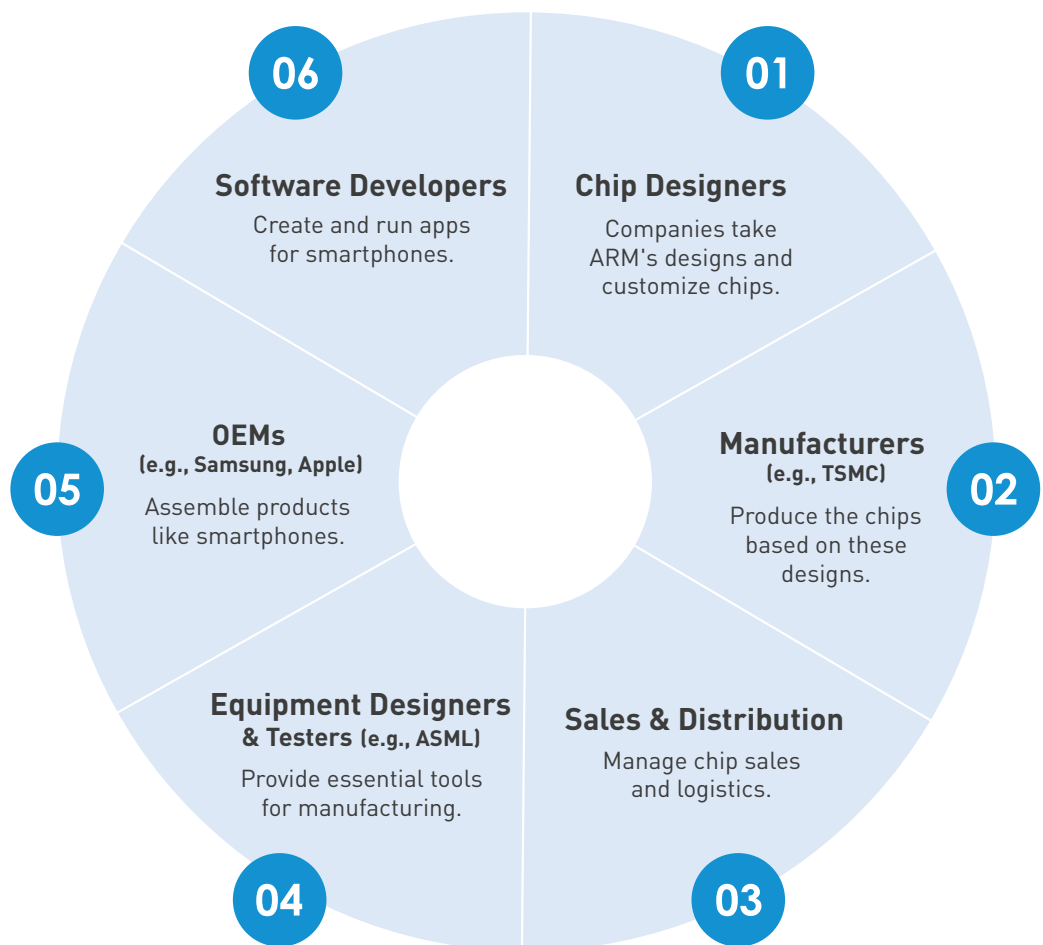 01
Chip Designers
Companies take
ARM's designs and
customize chips.
02
Manufacturers
(e.g., TSMC)
Produce the chips
based on these
designs.
03
Sales & Distribution
Manage chip sales
and logistics.
04
Equipment Designers
& Testers (e.g., ASML)
Provide essential tools
for manufacturing.
05
OEMs
(e.g., Samsung, Apple)
Assemble products
like smartphones.
06
Software Developers
Create and run apps
for smartphones.